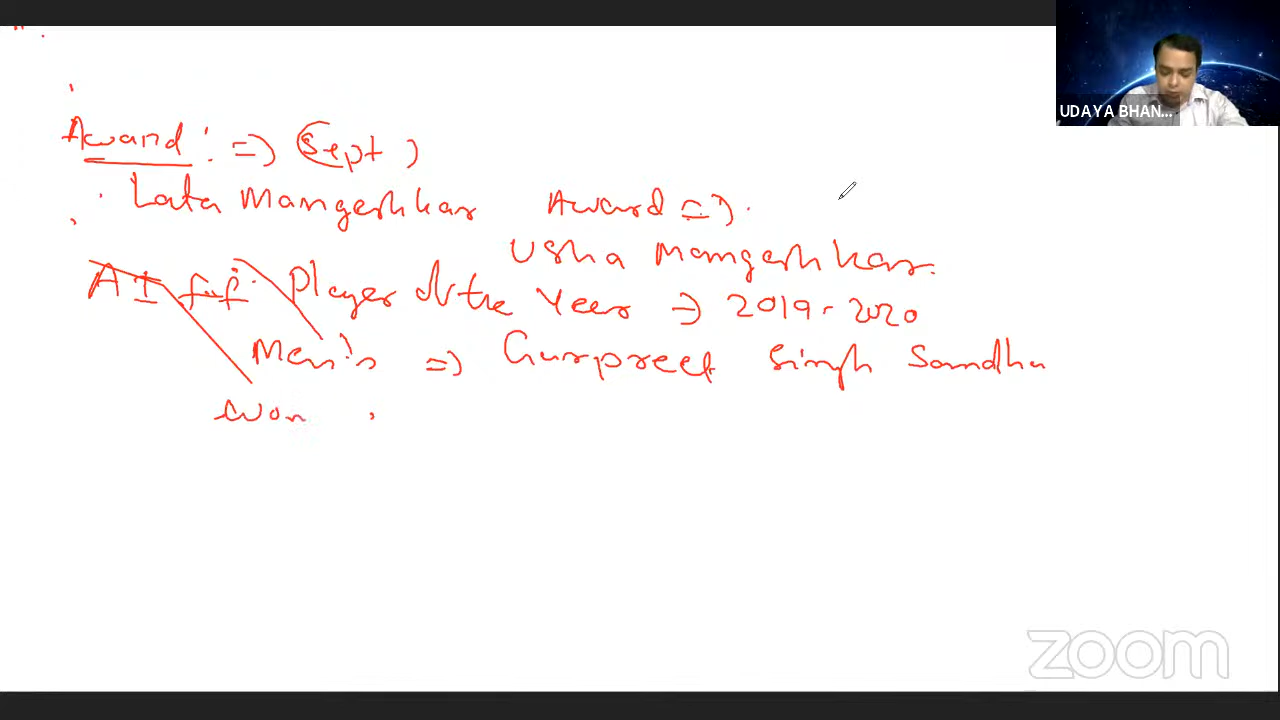 UDAYA BHAN...
Award : => (Sept)
Lata Mangeshkar Award =>
Usha Mangeshkar.
AIFF Player Of the Year => 2019-2020
Men's => Gurpreet Singh Sandhu
Wom
zoom